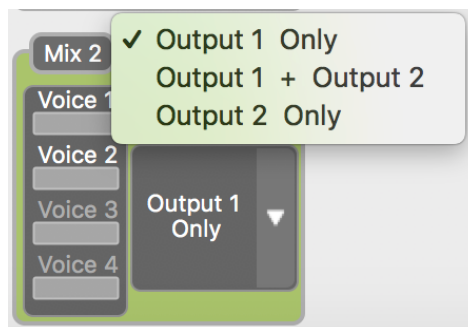 ✓ Output 1 Only
Output 1 + Output 2
Output 2 Only
Mix 2
Voice 1
Voice 2
Voice 3
Voice 4
Output 1
Only